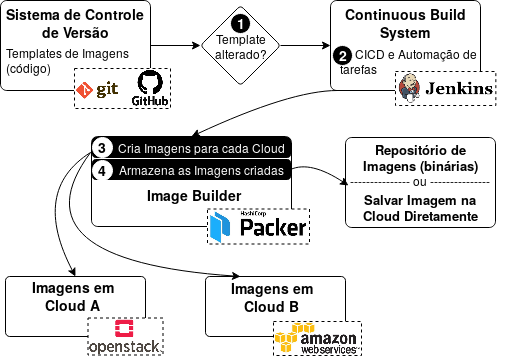 Sistema de Controle
de Versão
Templates de Imagens
(código)
git
GitHub
1
Template
alterado?
Continuous Build
System
2 CICD e Automação de
tarefas
Jenkins
3 Cria Imagens para cada Cloud
4 Armazena as Imagens criadas
Image Builder
HashiCorp
Packer
Repositório de
Imagens (binárias)
ou
Salvar Imagem na
Cloud Diretamente
Imagens em
Cloud A
openstack
Imagens em
Cloud B
amazon
webservices